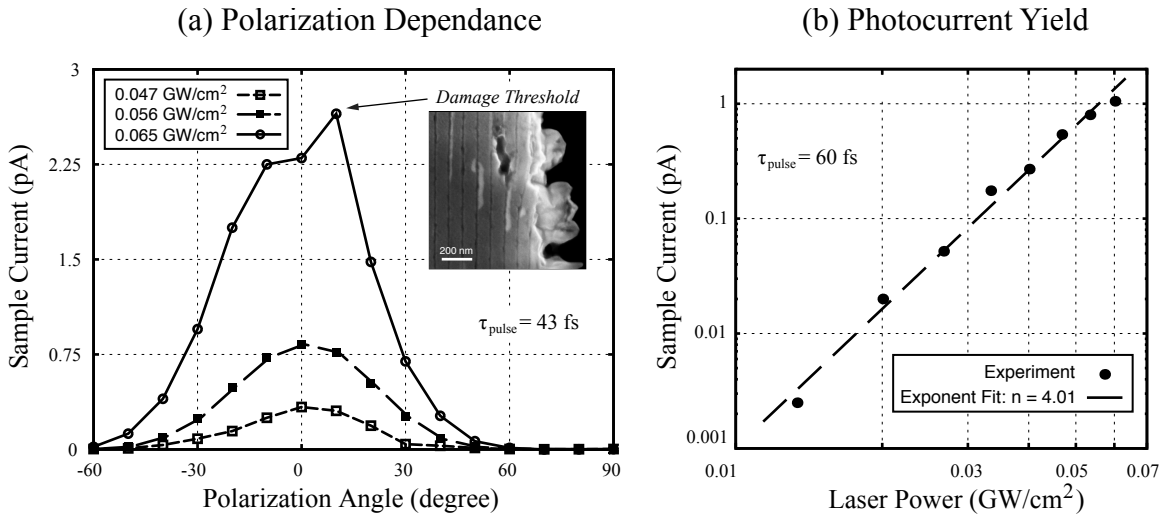 (a) Polarization Dependance
3
2.25
1.5
0.75
0
Sample Current (pA)
0.047 GW/cm²
0.056 GW/cm²
0.065 GW/cm²
Damage Threshold
200 nm
τpulse = 43 fs
-60
-30
0
30
60
90
Polarization Angle (degree)
(b) Photocurrent Yield
1
0.1
0.01
0.001
Sample Current (pA)
τpulse = 60 fs
Experiment
Exponent Fit: n = 4.01
0.01
0.03
0.05
0.07
Laser Power (GW/cm²)